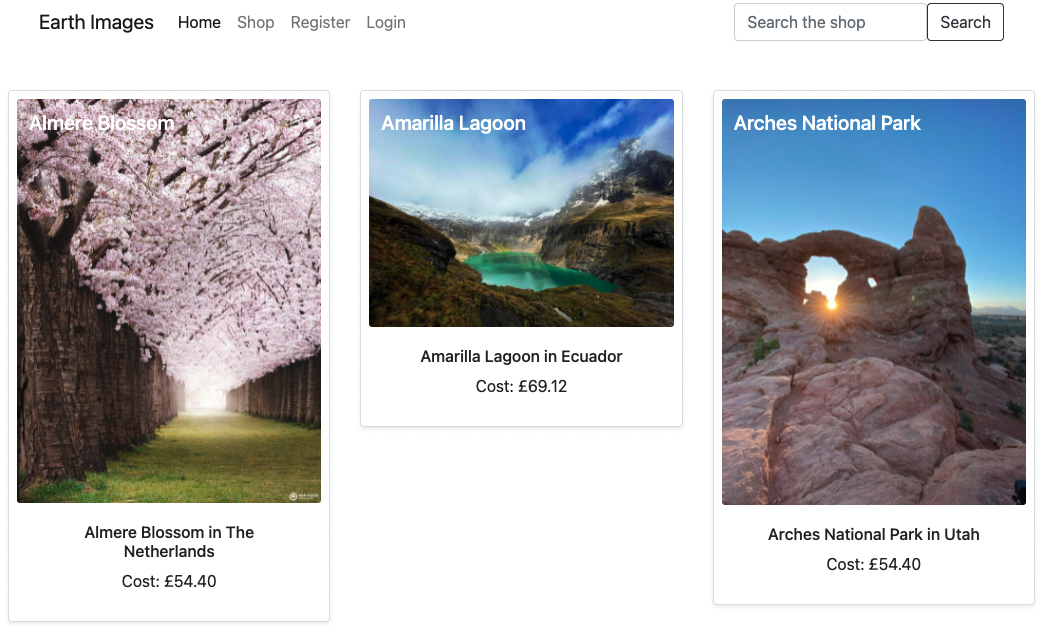 Earth Images
Home
Shop
Register
Login
Search the shop
Search
Almere Blossom
Almere Blossom in The
Netherlands
Cost: £54.40
Amarilla Lagoon
Amarilla Lagoon in Ecuador
Cost: £69.12
Arches National Park
Arches National Park in Utah
Cost: £54.40